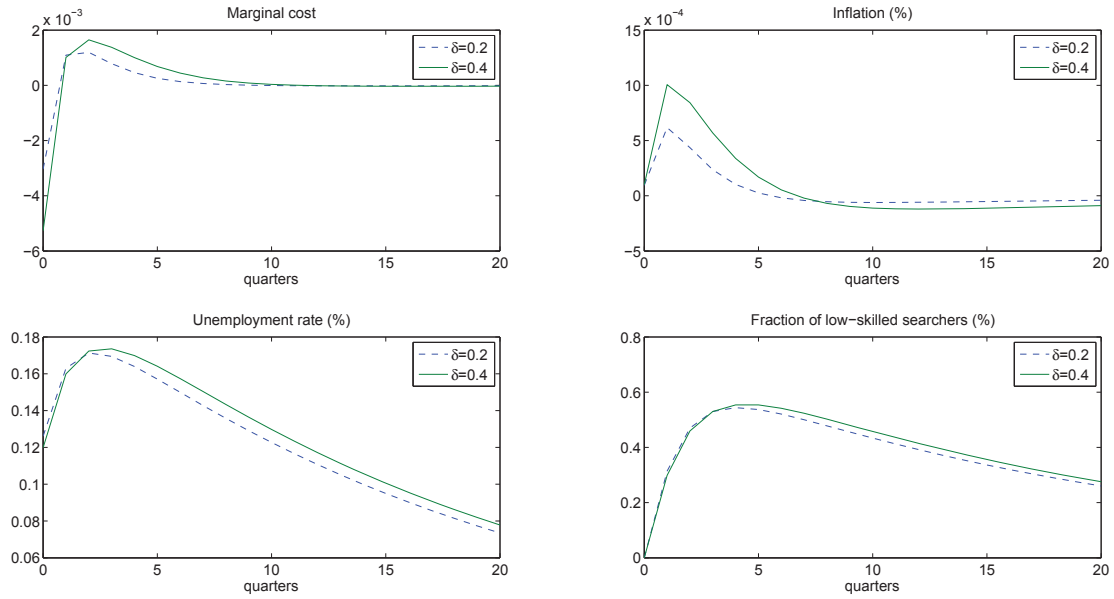 Marginal cost
x 10−3
2
0
−2
−4
−6
0 5 10 15 20
quarters
δ=0.2
δ=0.4
Inflation (%)
x 10−4
15
10
5
0
−5
0 5 10 15 20
quarters
δ=0.2
δ=0.4
Unemployment rate (%)
0.18
0.16
0.14
0.12
0.1
0.08
0.06
0 5 10 15 20
quarters
δ=0.2
δ=0.4
Fraction of low−skilled searchers (%)
0.8
0.6
0.4
0.2
0
0 5 10 15 20
quarters
δ=0.2
δ=0.4